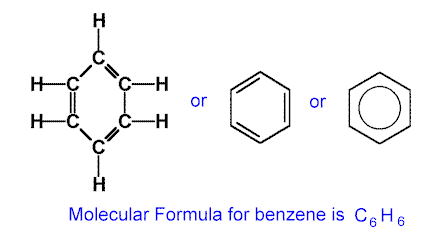 H
C
H C C H
or
or
H C C H
C
H
Molecular Formula for benzene is C₆H₆